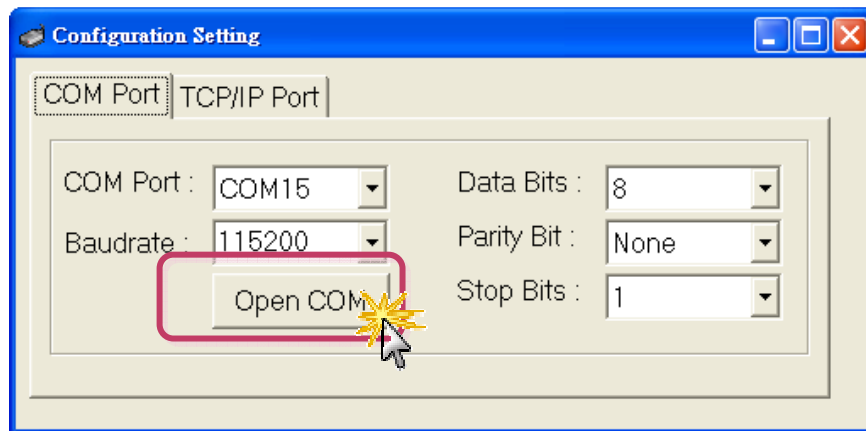 Configuration Setting
COM Port TCP/IP Port
COM Port : COM15 Data Bits : 8
Baudrate : 115200 Parity Bit : None
Open COM Stop Bits : 1